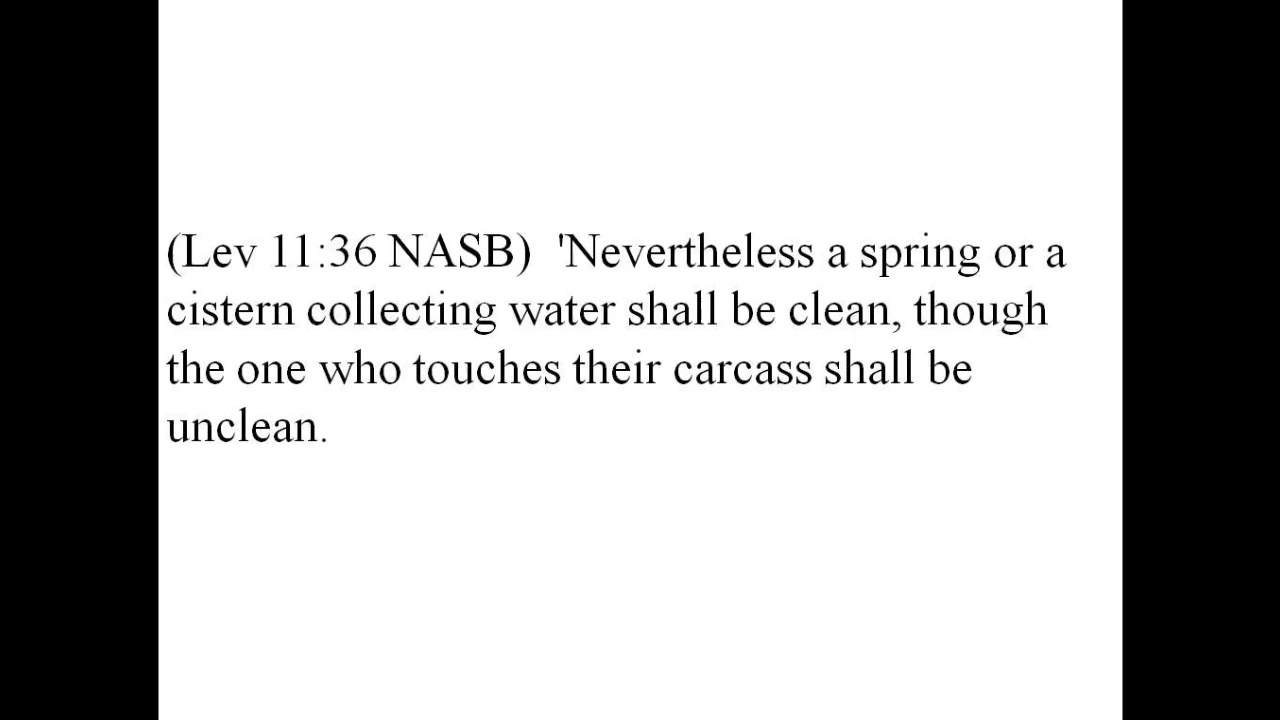 (Lev 11:36 NASB)  'Nevertheless a spring or a
cistern collecting water shall be clean, though
the one who touches their carcass shall be
unclean.